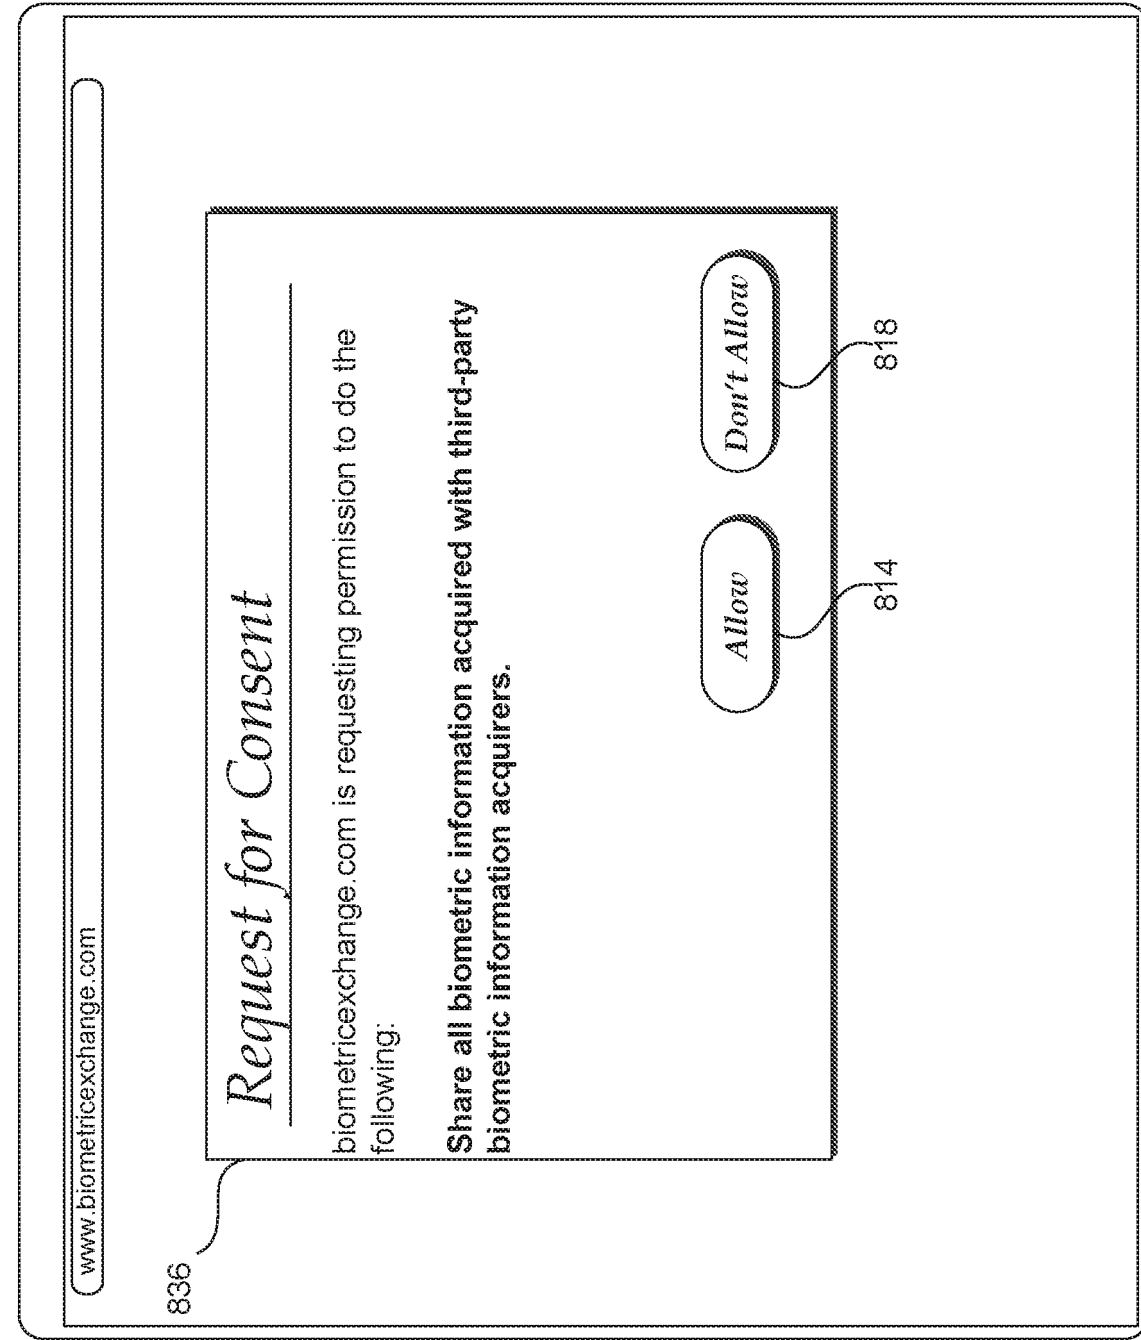 www.biometricexchange.com
836
Request for Consent
biometricexchange.com is requesting permission to do the
following:
Share all biometric information acquired with third-party
biometric information acquirers.
Allow
Don't Allow
814
818